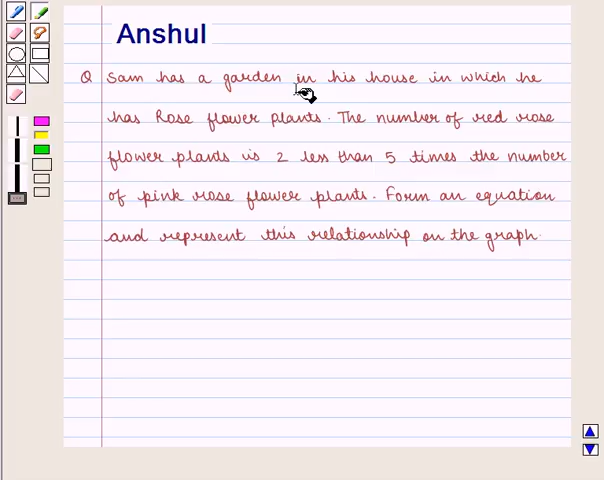 Anshul
Q Sam has a garden in his house in which he
has Rose flower plants. The number of red rose
flower plants is 2 less than 5 times the number
of pink rose flower plants. Form an equation
and represent this relationship on the graph.